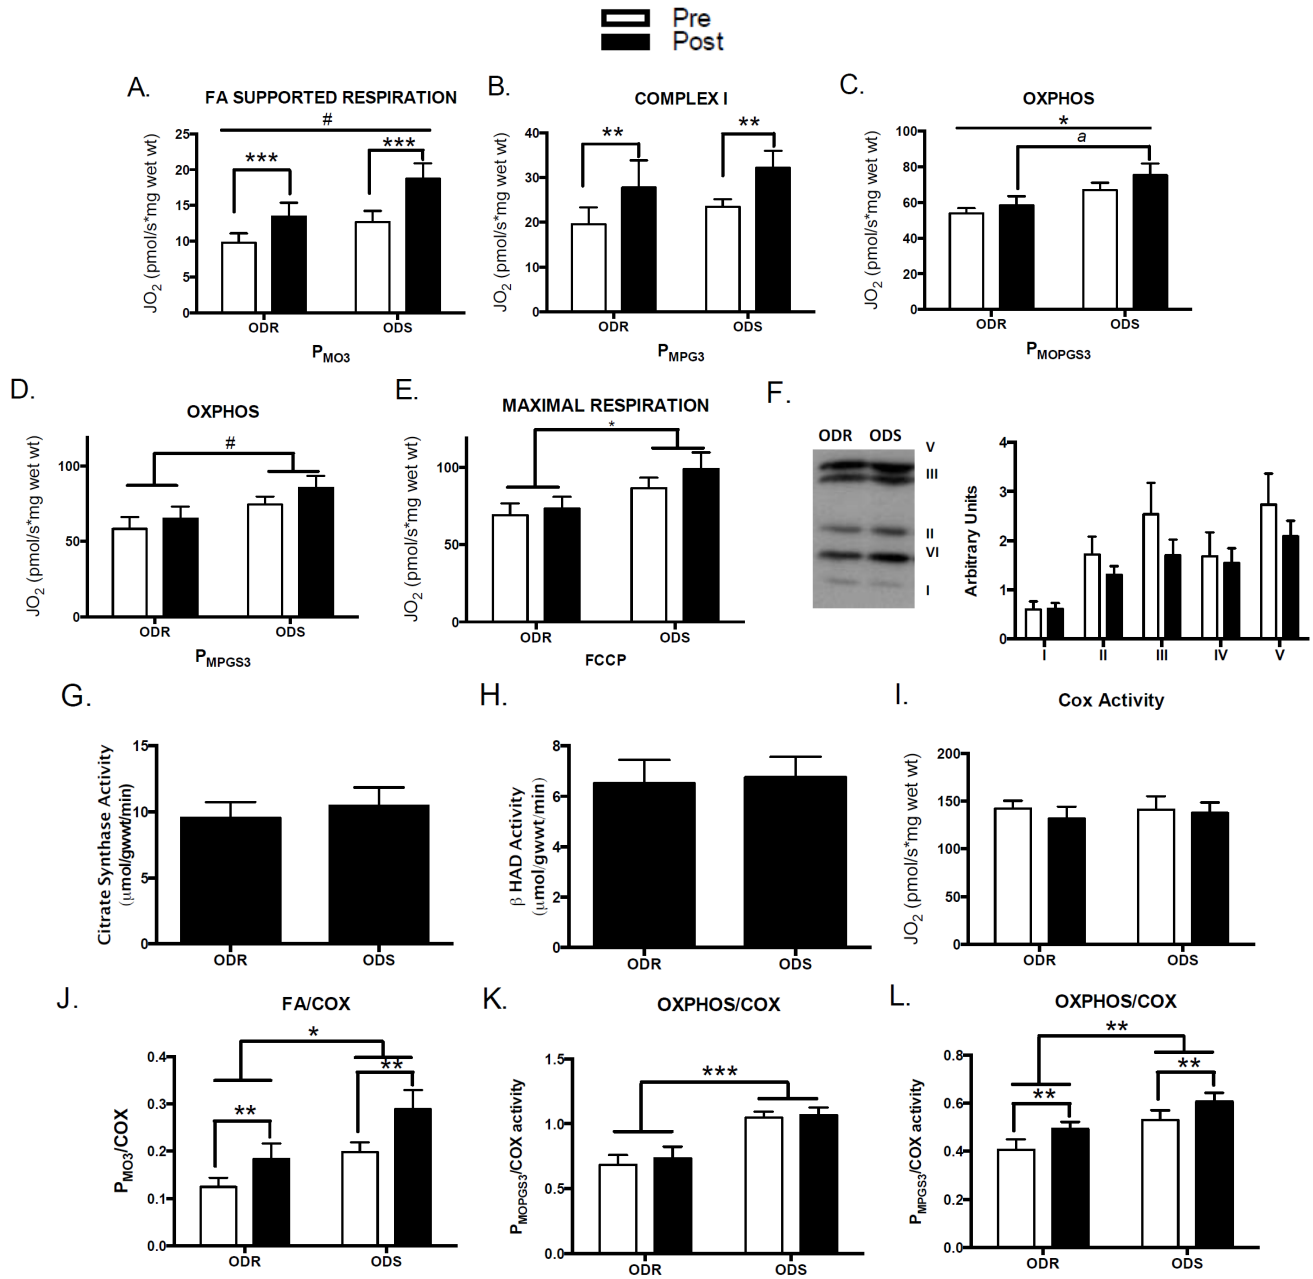 Pre
Post
A.
FA SUPPORTED RESPIRATION
#
***
***
JO2 (pmol/s*mg wet wt)
25
20
15
10
5
0
ODR
ODS
PMO3
B.
COMPLEX I
**
**
JO2 (pmol/s*mg wet wt)
40
30
20
10
0
ODR
ODS
PMPG3
C.
OXPHOS
*
a
JO2 (pmol/s*mg wet wt)
100
80
60
40
20
0
ODR
ODS
PMOPGS3
D.
OXPHOS
#
JO2 (pmol/s*mg wet wt)
100
50
0
ODR
ODS
PMPGS3
E.
MAXIMAL RESPIRATION
*
JO2 (pmol/s*mg wet wt)
100
50
0
ODR
ODS
FCCP
F.
ODR ODS
V
III
II
VI
I
Arbitrary Units
4
3
2
1
0
I
II
III
IV
V
G.
Citrate Synthase Activity
(μmol/gwwt/min)
15
10
5
0
ODR
ODS
H.
β HAD Activity
(μmol/gwwt/min)
8
6
4
2
0
ODR
ODS
I.
Cox Activity
JO2 (pmol/s*mg wet wt)
200
150
100
50
0
ODR
ODS
J.
FA/COX
*
**
**
PMO3/COX
0.4
0.3
0.2
0.1
0.0
ODR
ODS
K.
OXPHOS/COX
***
PMOPGS3/COX activity
1.5
1.0
0.5
0.0
ODR
ODS
L.
OXPHOS/COX
**
**
**
PMPGS3/COX activity
0.8
0.6
0.4
0.2
0.0
ODR
ODS